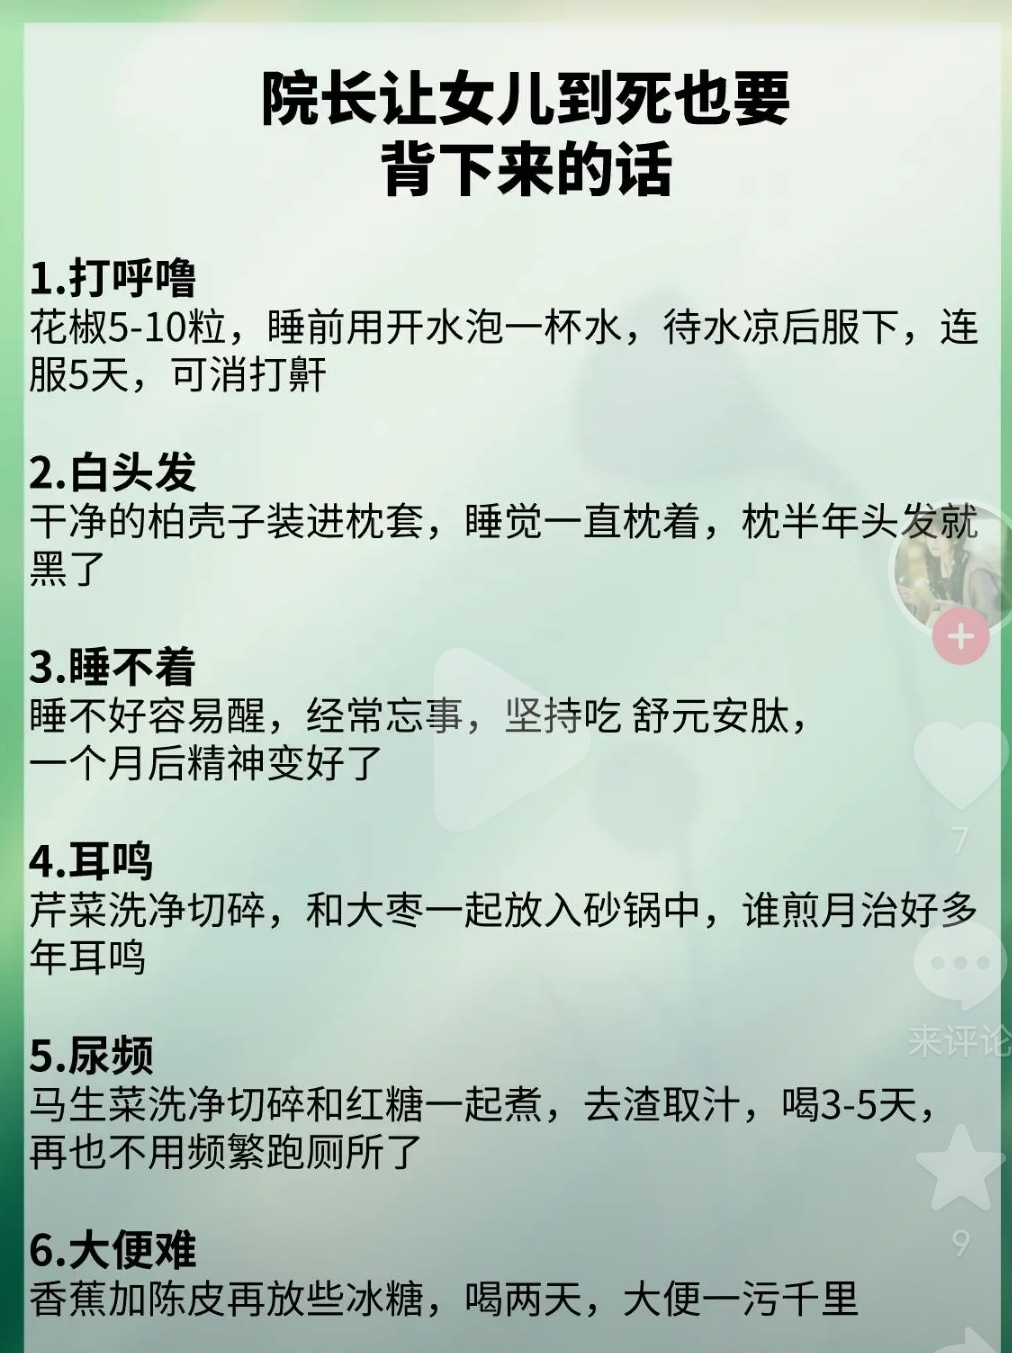 院长让女儿到死也要
背下来的话
1.打呼噜
花椒5-10粒，睡前用开水泡一杯水，待水凉后服下，连
服5天，可消打鼾
2.白头发
干净的柏壳子装进枕套，睡觉一直枕着，枕半年头发就
黑了
3.睡不着
睡不好容易醒，经常忘事，坚持吃 舒元安肽，
一个月后精神变好了
4.耳鸣
芹菜洗净切碎，和大枣一起放入砂锅中，谁煎月治好多
年耳鸣
7
来评论
5.尿频
马生菜洗净切碎和红糖一起煮，去渣取汁，喝3-5天，
再也不用频繁跑厕所了
9
6.大便难
香蕉加陈皮再放些冰糖，喝两天，大便一污千里